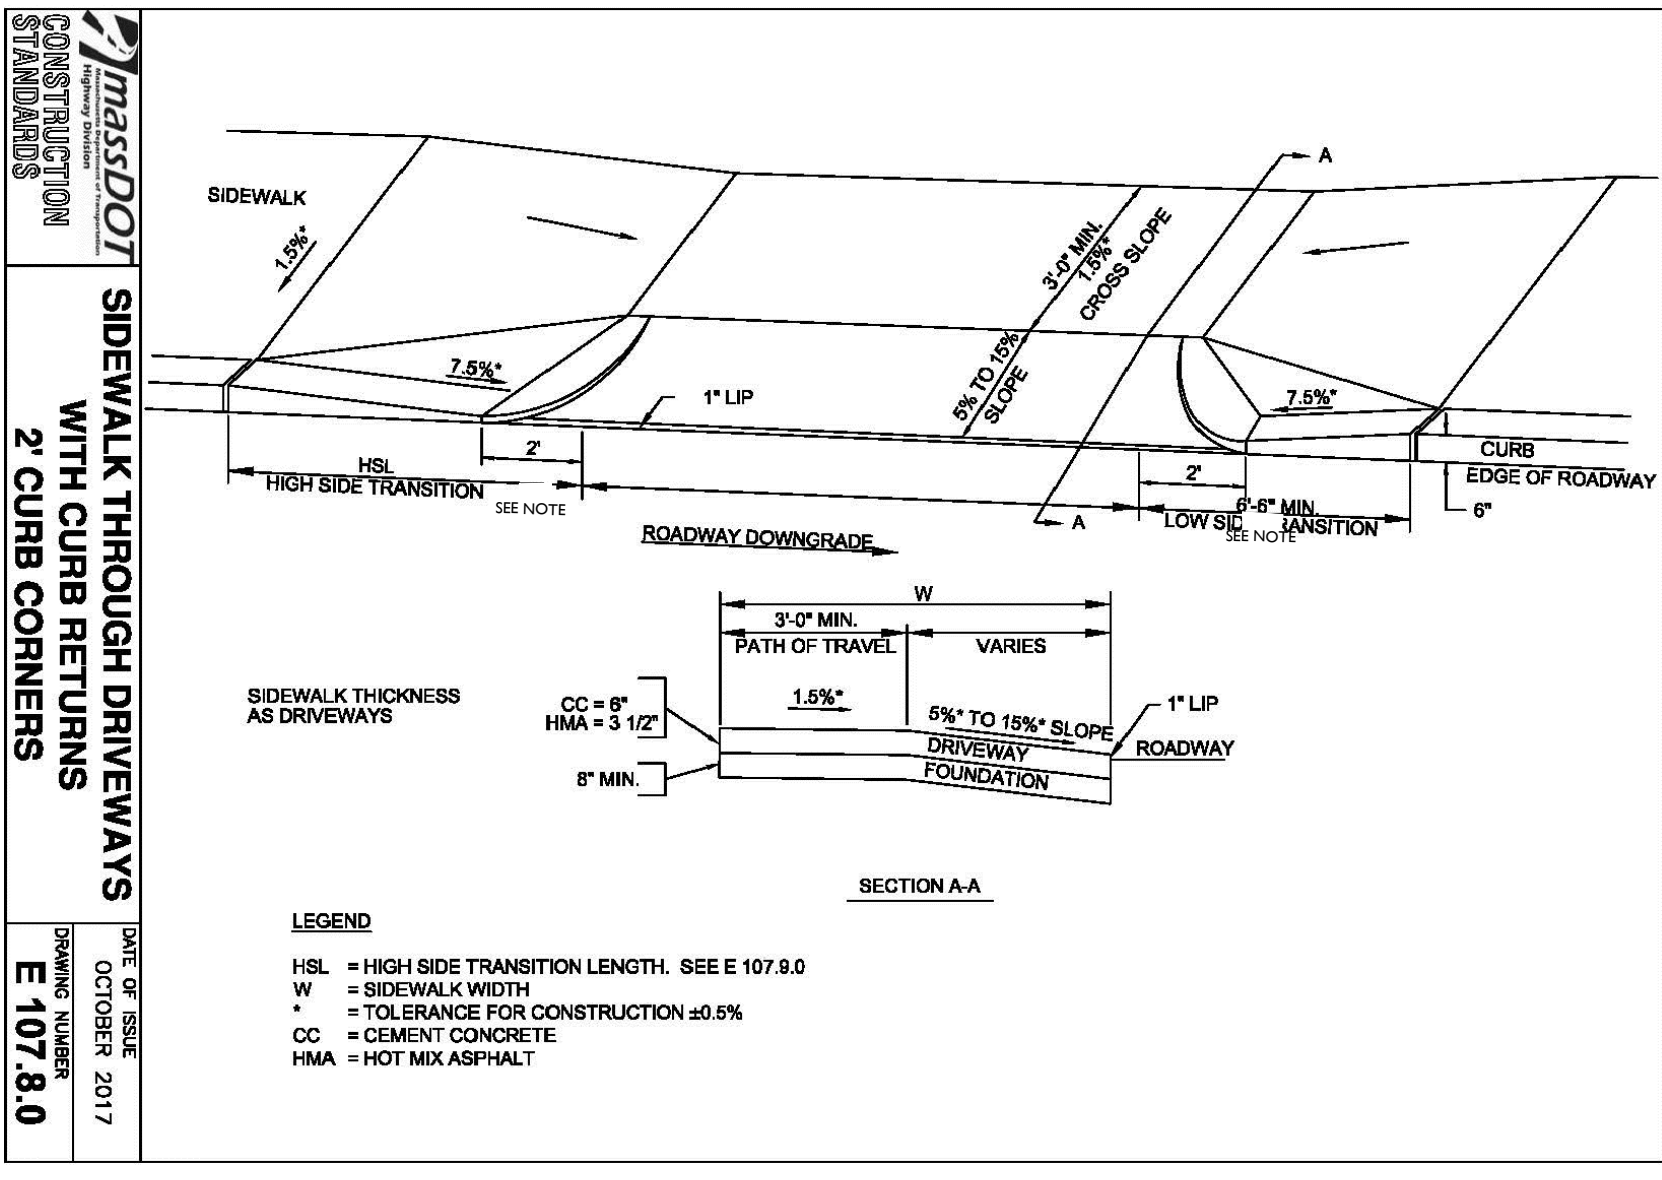 massDOT
Massachusetts Department of Transportation
Highway Division
CONSTRUCTION
STANDARDS
SIDEWALK THROUGH DRIVEWAYS
WITH CURB RETURNS
2' CURB CORNERS
DATE OF ISSUE
OCTOBER 2017
DRAWING NUMBER
E 107.8.0
A
SIDEWALK
1.5%*
3'-0" MIN.
1.5%*
CROSS SLOPE
7.5%*
1" LIP
5% TO 15%
SLOPE
7.5%*
2'
HSL
HIGH SIDE TRANSITION
SEE NOTE
2'
CURB
EDGE OF ROADWAY
6"
6'-6" MIN.
LOW SID RANSITION
SEE NOTE
A
ROADWAY DOWNGRADE
W
3'-0" MIN.
PATH OF TRAVEL
VARIES
SIDEWALK THICKNESS
AS DRIVEWAYS
CC = 6"
HMA = 3 1/2"
1.5%*
5%* TO 15%* SLOPE
1" LIP
DRIVEWAY
ROADWAY
8" MIN.
FOUNDATION
SECTION A-A
LEGEND
HSL = HIGH SIDE TRANSITION LENGTH. SEE E 107.9.0
W = SIDEWALK WIDTH
* = TOLERANCE FOR CONSTRUCTION ±0.5%
CC = CEMENT CONCRETE
HMA = HOT MIX ASPHALT